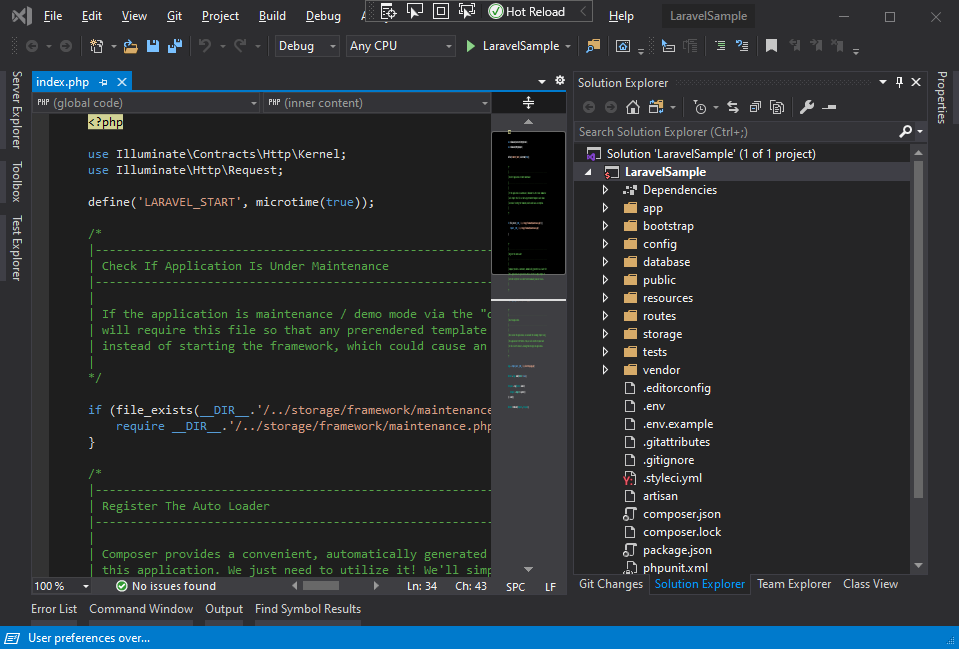 File Edit View Git Project Build Debug Hot Reload Help LaravelSample
Debug Any CPU LaravelSample
Server Explorer
Toolbox
Test Explorer
index.php
PHP (global code) PHP (inner content)
<?php
use Illuminate\Contracts\Http\Kernel;
use Illuminate\Http\Request;
define('LARAVEL_START', microtime(true));
/*
|----------------------------------------------------------
| Check If Application Is Under Maintenance
|----------------------------------------------------------
|
| If the application is maintenance / demo mode via the "d
| will require this file so that any prerendered template
| instead of starting the framework, which could cause an
|
*/
if (file_exists(__DIR__.'/../storage/framework/maintenance
require __DIR__.'/../storage/framework/maintenance.php
}
/*
|----------------------------------------------------------
| Register The Auto Loader
|----------------------------------------------------------
|
| Composer provides a convenient, automatically generated
| this application. We just need to utilize it! We'll simp
100 % No issues found Ln: 34 Ch: 43 SPC LF
Solution Explorer
Search Solution Explorer (Ctrl+;)
Solution 'LaravelSample' (1 of 1 project)
LaravelSample
Dependencies
app
bootstrap
config
database
public
resources
routes
storage
tests
vendor
.editorconfig
.env
.env.example
.gitattributes
.gitignore
.styleci.yml
artisan
composer.json
composer.lock
package.json
phpunit.xml
Git Changes Solution Explorer Team Explorer Class View
Properties
Error List Command Window Output Find Symbol Results
User preferences over...